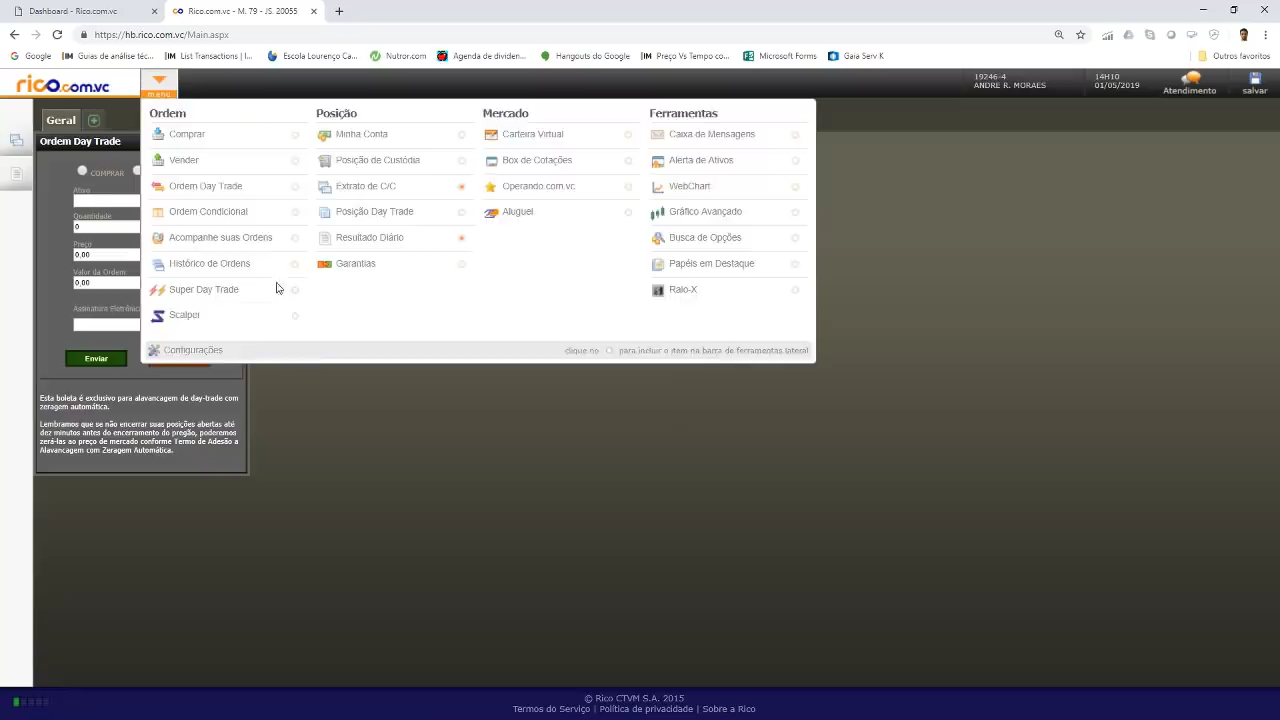 Dashboard - Rico.com.vc
Rico.com.vc - M. 79 - JS. 20055
https://hb.rico.com.vc/Main.aspx
Google
Guias de análise téc...
List Transactions | I...
Escola Lourenço Ca...
Nutror.com
Agenda de dividen...
Hangouts do Google
Preço Vs Tempo co...
Microsoft Forms
Gaia Serv K
Outros favoritos
rico.com.vc
menu
19246-4
ANDRE R. MORAES
14H10
01/05/2019
Atendimento
salvar
Geral
Ordem Day Trade
COMPRAR
Ativo
Quantidade
0
Preço
0,00
Valor da Ordem:
0,00
Assinatura Eletrônic
Enviar
Esta boleta é exclusivo para alavancagem de day-trade com
zeragem automática.
Lembramos que se não encerrar suas posições abertas até
dez minutos antes do encerramento do pregão, poderemos
zerá-las ao preço de mercado conforme Termo de Adesão a
Alavancagem com Zeragem Automática.
Ordem
Comprar
Vender
Ordem Day Trade
Ordem Condicional
Acompanhe suas Ordens
Histórico de Ordens
Super Day Trade
Scalper
Posição
Minha Conta
Posição de Custódia
Extrato de C/C
Posição Day Trade
Resultado Diário
Garantias
Mercado
Carteira Virtual
Box de Cotações
Operando.com.vc
Aluguel
Ferramentas
Caixa de Mensagens
Alerta de Ativos
WebChart
Gráfico Avançado
Busca de Opções
Papéis em Destaque
Raio-X
Configurações
clique no para incluir o item na barra de ferramentas lateral
© Rico CTVM S.A. 2015
Termos do Serviço | Política de privacidade | Sobre a Rico